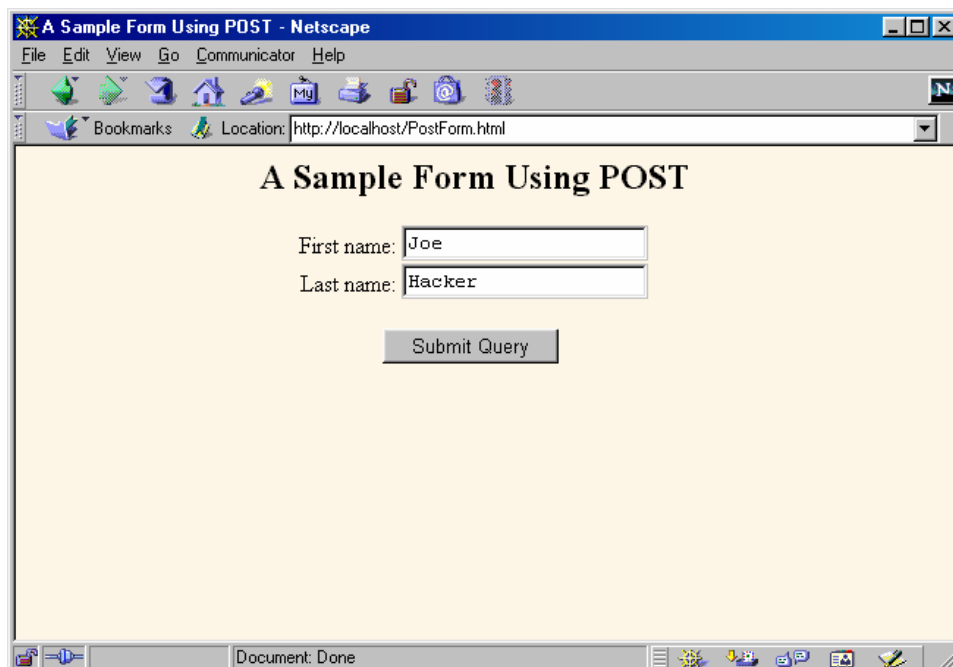 A Sample Form Using POST - Netscape
File Edit View Go Communicator Help
My
N
Bookmarks Location: http://localhost/PostForm.html
A Sample Form Using POST
First name: Joe
Last name: Hacker
Submit Query
Document: Done